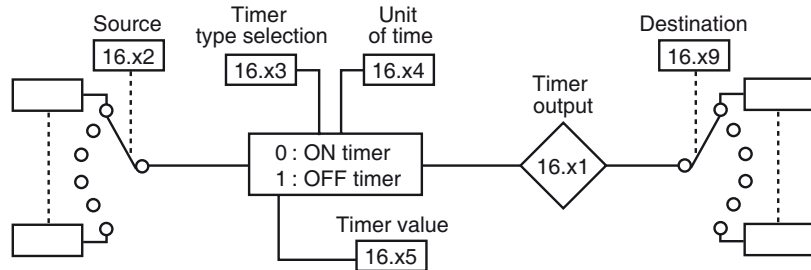 Source
16.x2
Timer
type selection
16.x3
Unit
of time
16.x4
Destination
16.x9
Timer
output
16.x1
0 : ON timer
1 : OFF timer
Timer value
16.x5